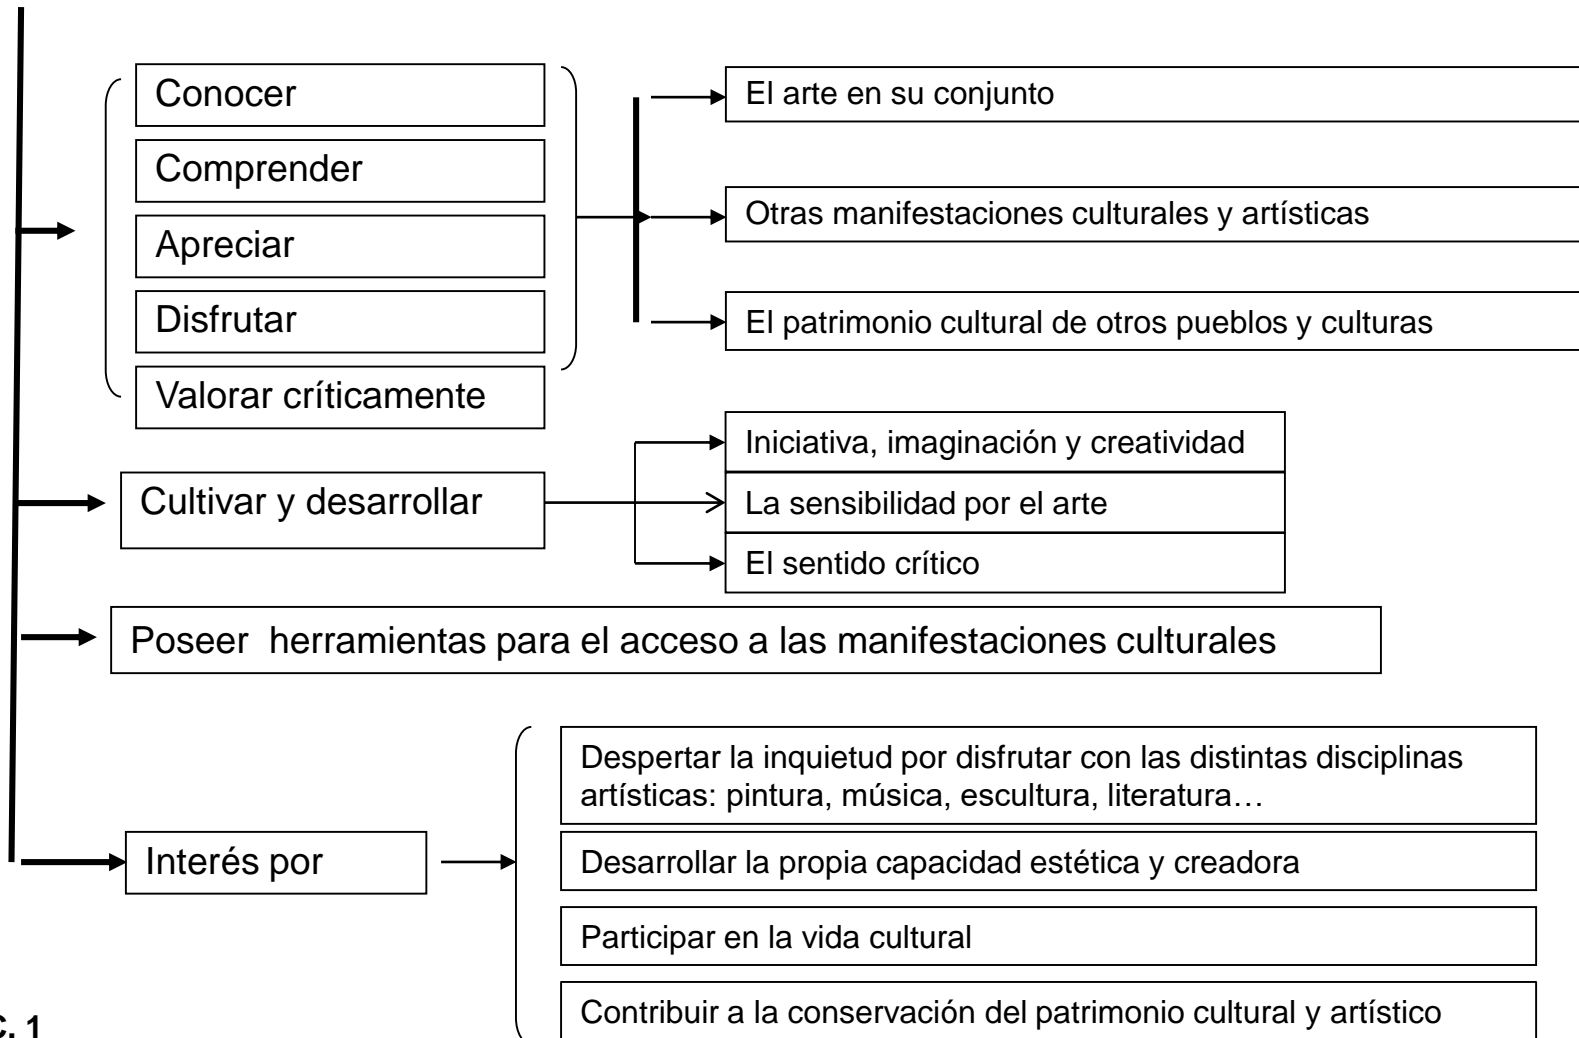 Conocer
Comprender
Apreciar
Disfrutar
Valorar críticamente
El arte en su conjunto
Otras manifestaciones culturales y artísticas
El patrimonio cultural de otros pueblos y culturas
Cultivar y desarrollar
Iniciativa, imaginación y creatividad
La sensibilidad por el arte
El sentido crítico
Poseer  herramientas para el acceso a las manifestaciones culturales
Interés por
Despertar la inquietud por disfrutar con las distintas disciplinas
artísticas: pintura, música, escultura, literatura…
Desarrollar la propia capacidad estética y creadora
Participar en la vida cultural
Contribuir a la conservación del patrimonio cultural y artístico
C. 1